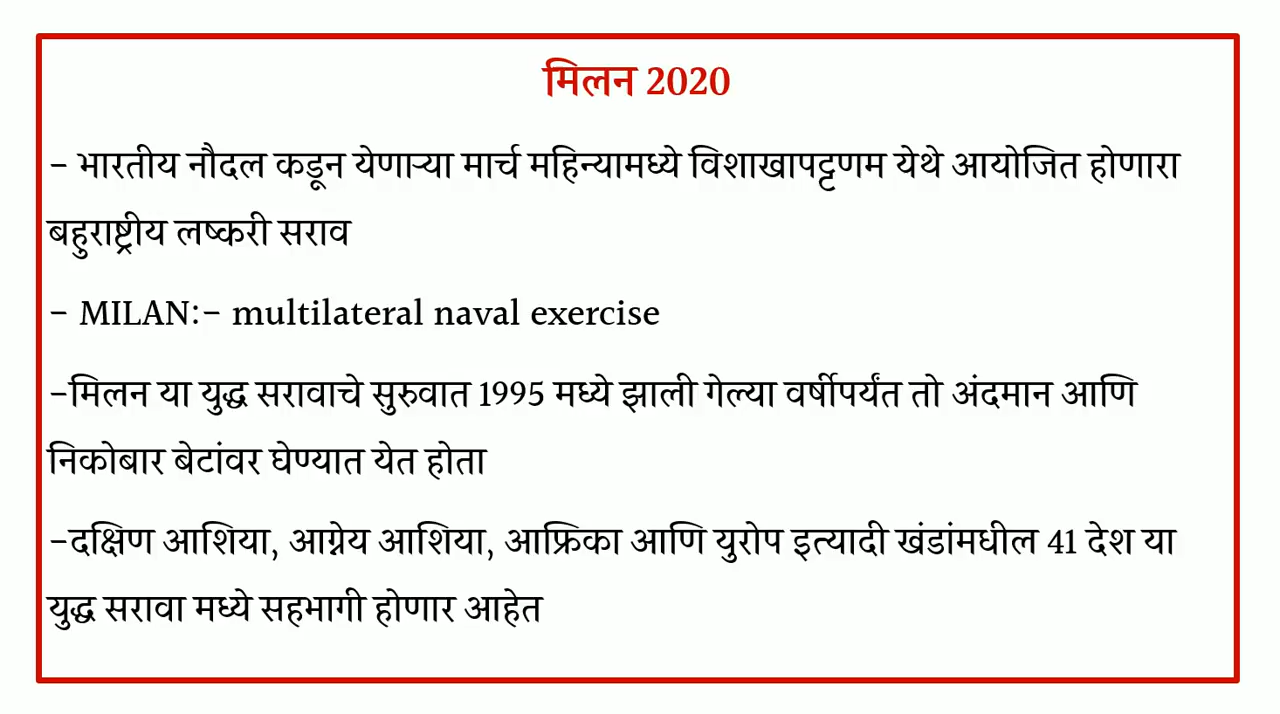 मिलन 2020
- भारतीय नौदल कडून येणाऱ्या मार्च महिन्यामध्ये विशाखापट्टणम येथे आयोजित होणारा
बहुराष्ट्रीय लष्करी सराव
- MILAN:- multilateral naval exercise
-मिलन या युद्ध सरावाचे सुरुवात 1995 मध्ये झाली गेल्या वर्षीपर्यंत तो अंदमान आणि
निकोबार बेटांवर घेण्यात येत होता
-दक्षिण आशिया, आग्नेय आशिया, आफ्रिका आणि युरोप इत्यादी खंडांमधील 41 देश या
युद्ध सरावा मध्ये सहभागी होणार आहेत